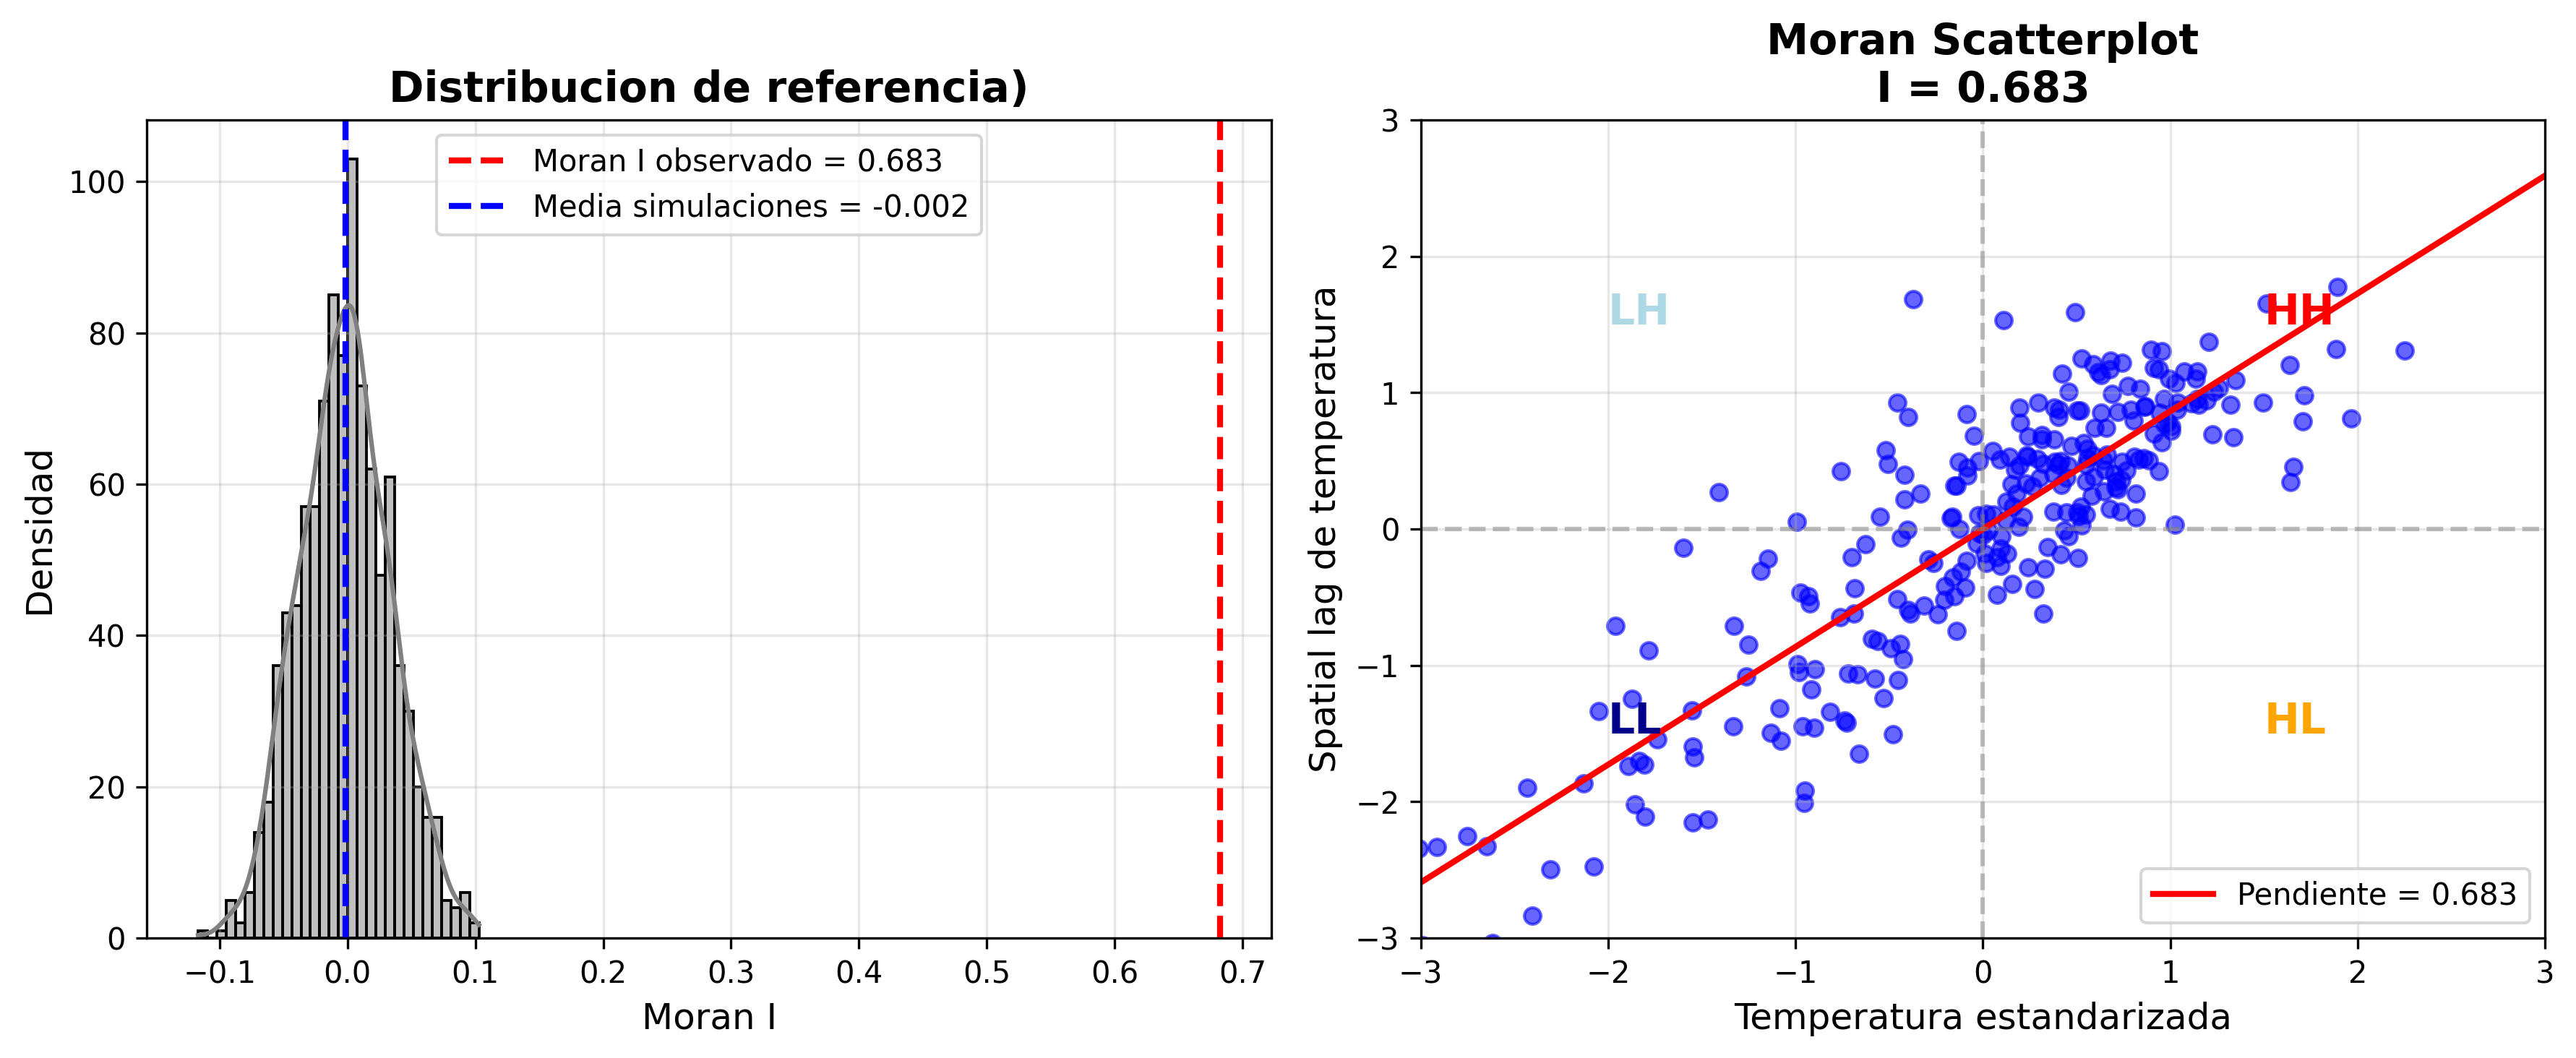 Distribucion de referencia)
Moran I observado = 0.683
Media simulaciones = -0.002
Densidad
100
80
60
40
20
0
−0.1
0.0
0.1
0.2
0.3
0.4
0.5
0.6
0.7
Moran I
Moran Scatterplot
I = 0.683
Spatial lag de temperatura
3
2
1
0
−1
−2
−3
LH
HH
LL
HL
Pendiente = 0.683
−3
−2
−1
0
1
2
3
Temperatura estandarizada